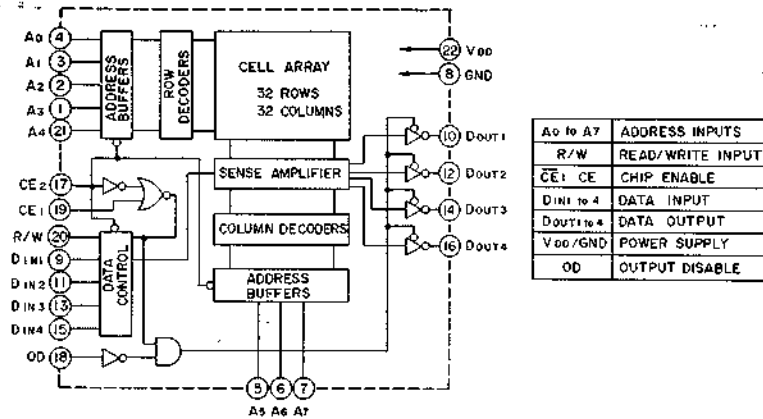 A0 4
A1 3
A2 2
A3 1
A4 21
CE2 17
CE1 19
R/W 20
DIN1 9
DIN2 11
DIN3 13
DIN4 15
OD 18
ADDRESS BUFFERS
ROW DECODERS
CELL ARRAY
32 ROWS
32 COLUMNS
SENSE AMPLIFIER
COLUMN DECODERS
ADDRESS
BUFFERS
DATA CONTROL
5 6 7
A5 A6 A7
22 VDD
8 GND
10 DOUT1
12 DOUT2
14 DOUT3
16 DOUT4
A0 to A7 ADDRESS INPUTS
R/W READ/WRITE INPUT
C̅E̅1 CE CHIP ENABLE
DIN1 to 4 DATA INPUT
DOUT1 to 4 DATA OUTPUT
VDD/GND POWER SUPPLY
OD OUTPUT DISABLE